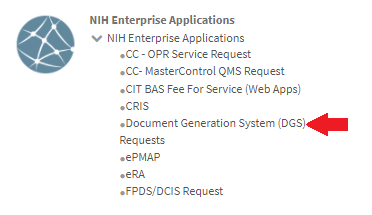 NIH Enterprise Applications
NIH Enterprise Applications
CC - OPR Service Request
CC- MasterControl QMS Request
CIT BAS Fee For Service (Web Apps)
CRIS
Document Generation System (DGS)
Requests
ePMAP
eRA
FPDS/DCIS Request